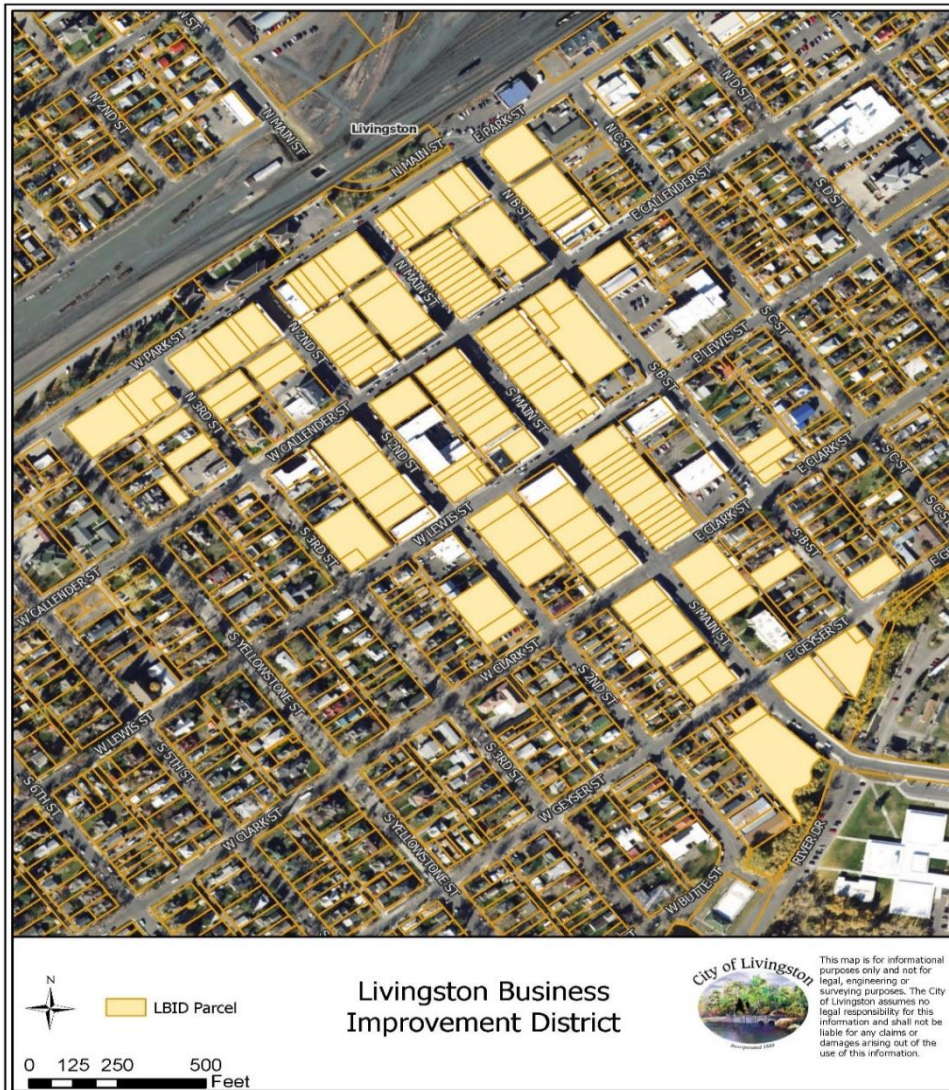 N 2ND ST
N MAIN ST
Livingston
N MAIN ST
E PARK ST
N C ST
N D ST
E CALLENDER ST
S D ST
N B ST
N MAIN ST
W PARK ST
N 2ND ST
N 3RD ST
W CALLENDER ST
S 2ND ST
S MAIN ST
S B ST
E LEWIS ST
S C ST
E CLARK ST
S C ST
S C ST
S 3RD ST
W LEWIS ST
E CLARK ST
S B ST
W CALLENDER ST
S YELLOWSTONE ST
W CLARK ST
S 2ND ST
S MAIN ST
E GEYSER ST
W LEWIS ST
S 5TH ST
S 6TH ST
S 3RD ST
W CLARK ST
S YELLOWSTONE ST
W GEYSER ST
W BUTTE ST
RIVER DR
N
LBID Parcel
0 125 250 500
Feet
Livingston Business
Improvement District
City of Livingston
This map is for informational
purposes only and not for
legal, engineering or
surveying purposes. The City
of Livingston assumes no
legal responsibility for this
information and shall not be
liable for any claims or
damages arising out of the
use of this information.